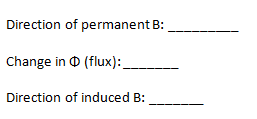 Direction of permanent B: _________
Change in Φ (flux):_______
Direction of induced B: _______